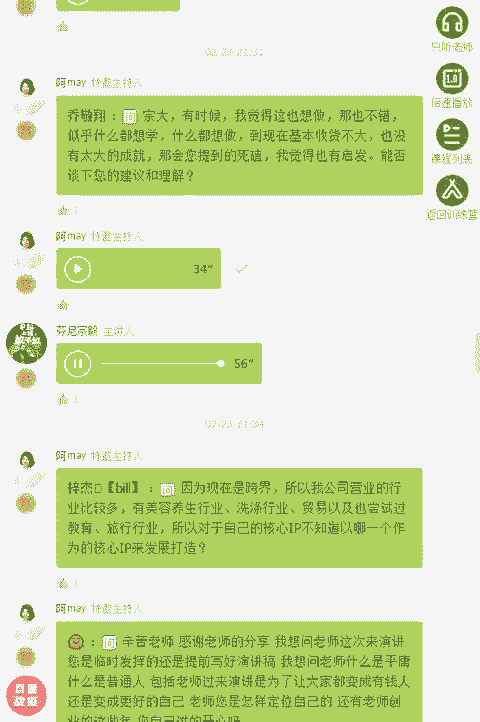 只听老师
倍速播放
课程列表
返回训练营
阿may 特邀主持人
乔敬翔 : 问 宗大，有时候，我觉得这也想做，那也不错，
似乎什么都想学，什么都想做，到现在基本收货不大，也没
有太大的成就，那会您提到的死磕，我觉得也有启发。能否
谈下您的建议和理解？
阿may 特邀主持人
34"
芬尼宗毅 主讲人
56"
阿may 特邀主持人
梓杰【bill】 : 问 因为现在是跨界，所以我公司营业的行
业比较多，有美容养生行业、洗涤行业、贸易以及也尝试过
教育、旅行行业，所以对于自己的核心IP不知道以哪一个作
为的核心IP来发展打造？
阿may 特邀主持人
: 问 辛苦老师 感谢老师的分享 我想问老师这次来演讲
您是临时发挥的还是提前写好演讲稿 我想问老师什么是平庸
什么是普通人 包括老师过来演讲是为了让大家都变成有钱人
还是变成更好的自己 老师您是怎样定位自己的 还有老师创
业的这些年 你自己过的开心吗